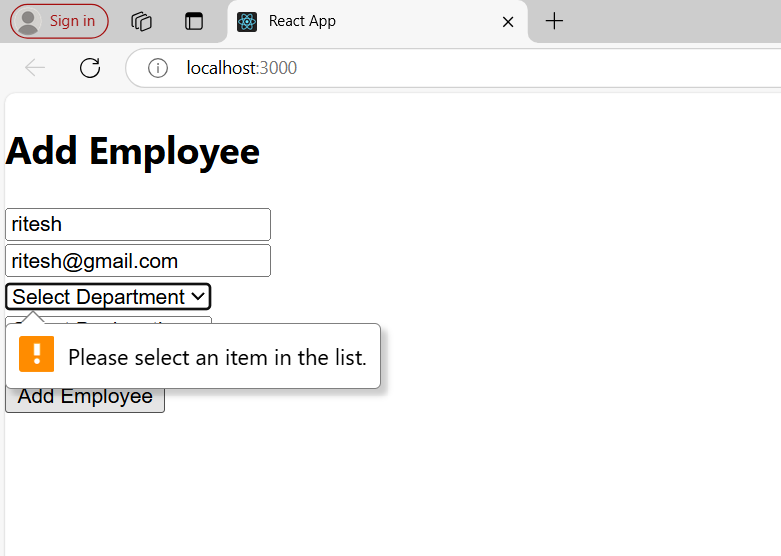 Sign in
React App
localhost:3000
Add Employee
ritesh
ritesh@gmail.com
Select Department
Please select an item in the list.
Add Employee